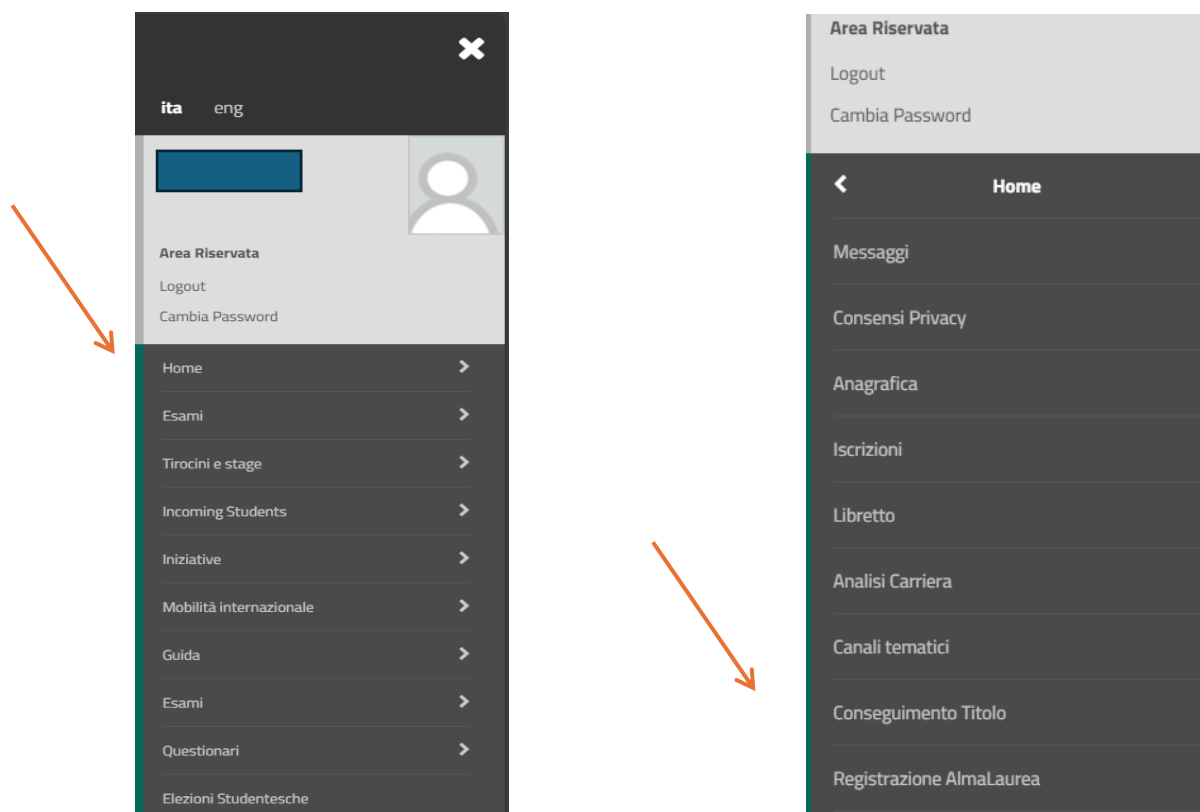 ita eng
Area Riservata
Logout
Cambia Password
Home
Esami
Tirocini e stage
Incoming Students
Iniziative
Mobilità internazionale
Guida
Esami
Questionari
Elezioni Studentesche
Area Riservata
Logout
Cambia Password
Home
Messaggi
Consensi Privacy
Anagrafica
Iscrizioni
Libretto
Analisi Carriera
Canali tematici
Conseguimento Titolo
Registrazione AlmaLaurea